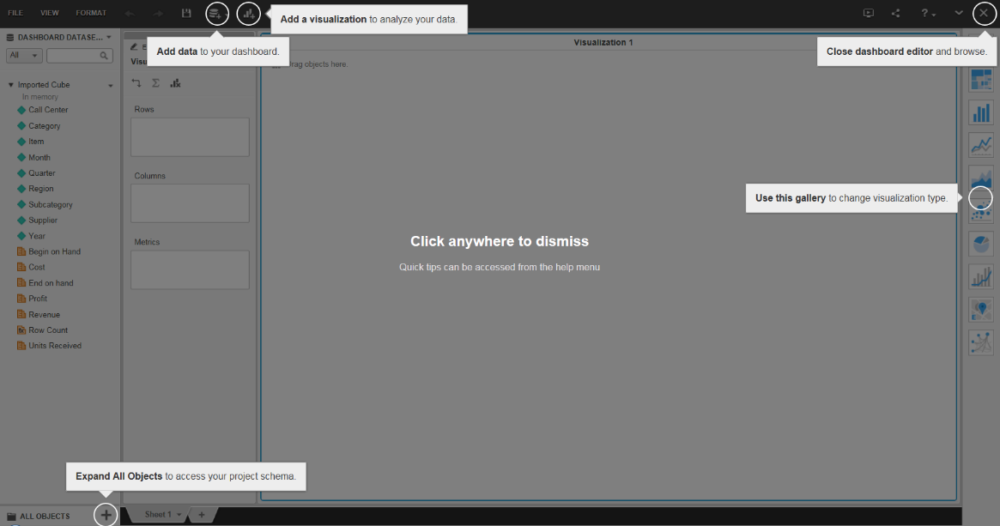 FILE VIEW FORMAT
Add a visualization to analyze your data.
?
DASHBOARD DATASE...
Add data to your dashboard.
Visualization 1
Close dashboard editor and browse.
All
Drag objects here.
Imported Cube
In memory
Call Center
Category
Item
Month
Quarter
Region
Subcategory
Supplier
Year
Begin on Hand
Cost
End on hand
Profit
Revenue
fx Row Count
Units Received
Rows
Columns
Metrics
Use this gallery to change visualization type.
Click anywhere to dismiss
Quick tips can be accessed from the help menu
E
Expand All Objects to access your project schema.
ALL OBJECTS
Sheet 1